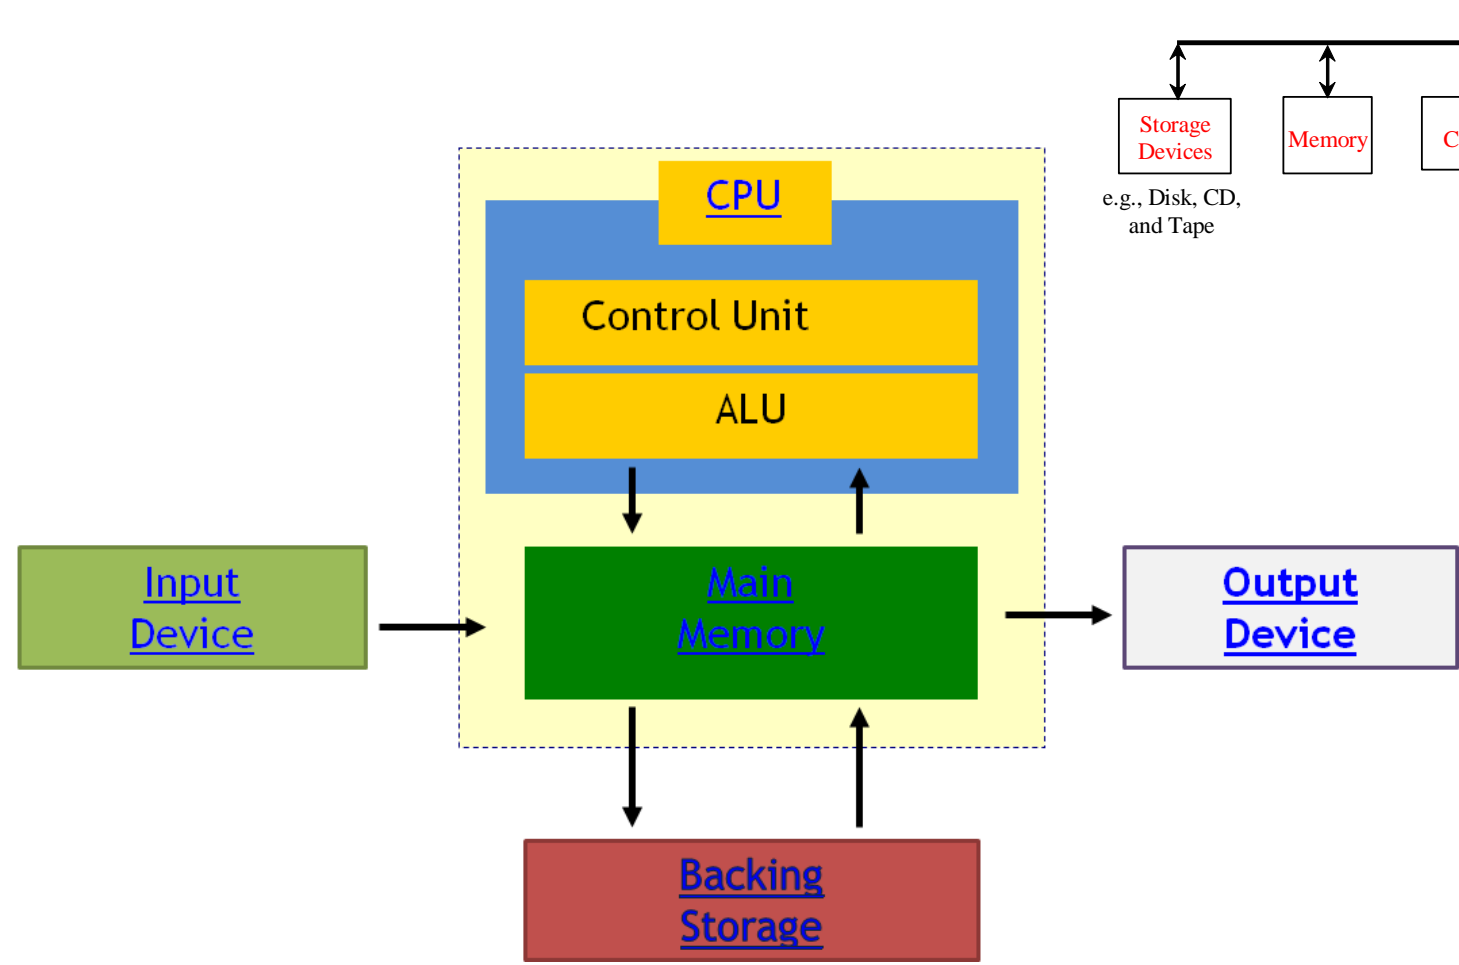 Storage
Devices
Memory
e.g., Disk, CD,
and Tape
CPU
Control Unit
ALU
Input
Device
Main
Memory
Output
Device
Backing
Storage